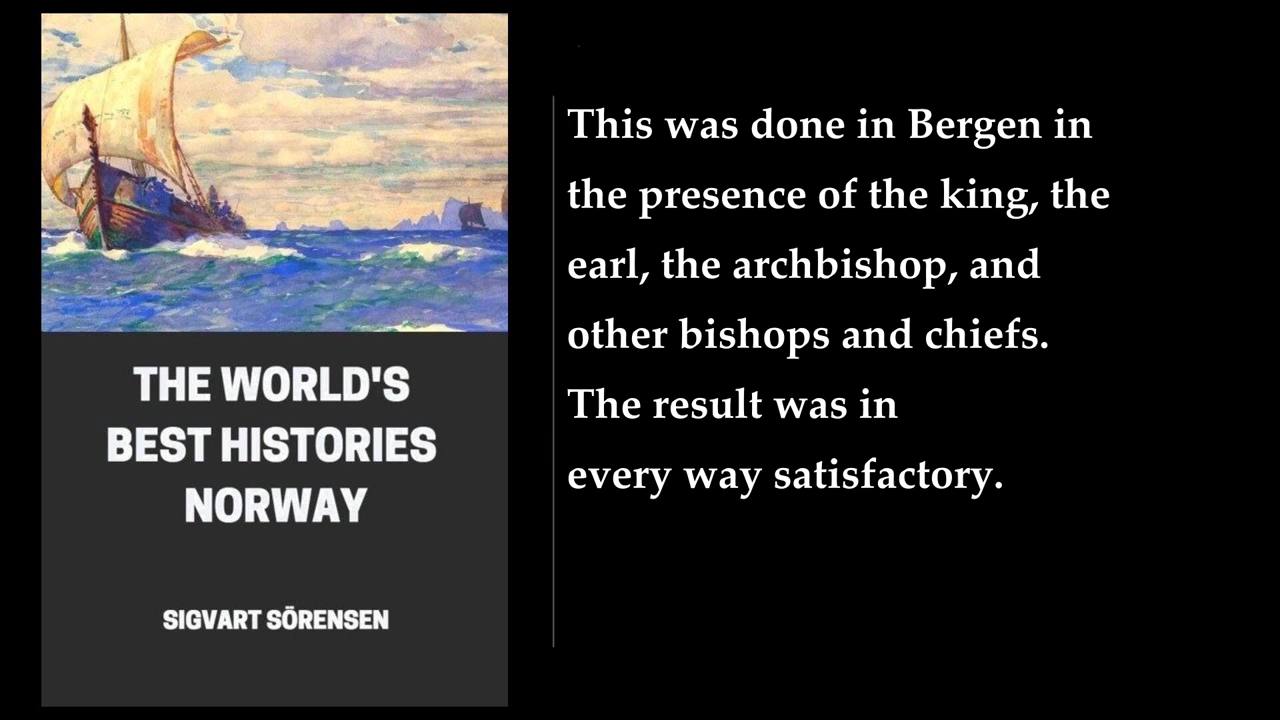 THE WORLD'S
BEST HISTORIES
NORWAY
SIGVART SÖRENSEN
This was done in Bergen in
the presence of the king, the
earl, the archbishop, and
other bishops and chiefs.
The result was in
every way satisfactory.